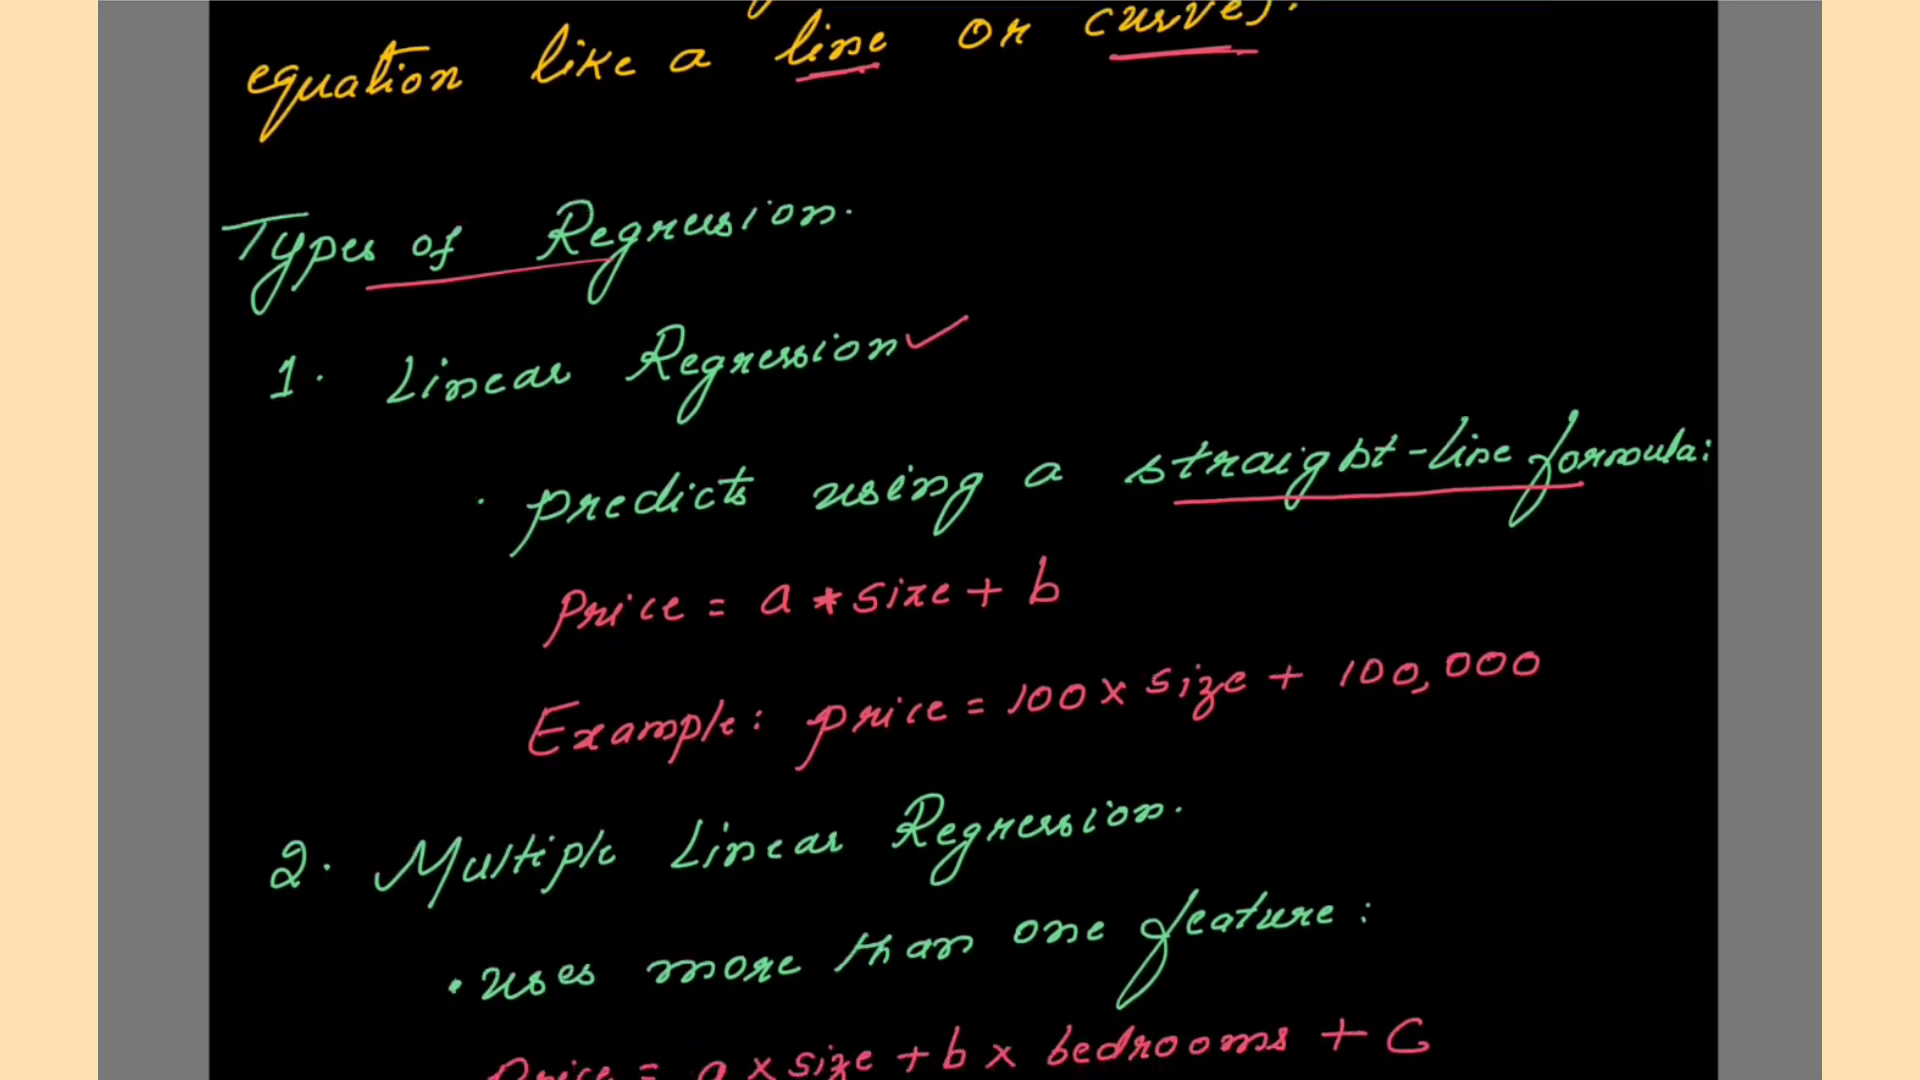 equation like a line or curve).
Types of Regression.
1. Linear Regression
· predicts using a straight-line formula:
Price = a * size + b
Example: price = 100 x size + 100,000
2. Multiple Linear Regression.
· uses more than one feature:
Price = a x size + b x bedrooms + C